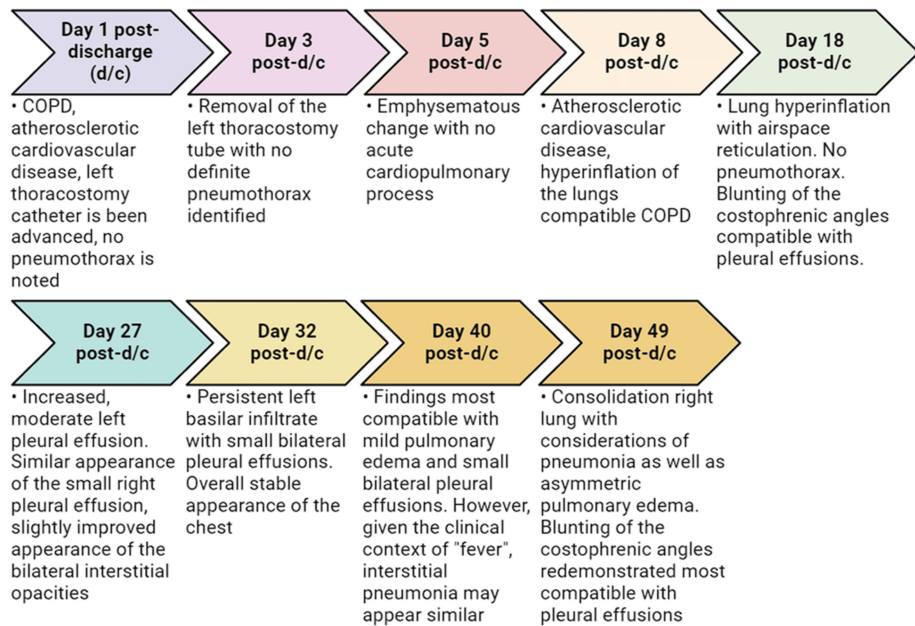 Day 1 post-
discharge
(d/c)
• COPD,
atherosclerotic
cardiovascular
disease, left
thoracostomy
catheter is been
advanced, no
pneumothorax is
noted
Day 3
post-d/c
• Removal of the
left thoracostomy
tube with no
definite
pneumothorax
identified
Day 5
post-d/c
• Emphysematous
change with no
acute
cardiopulmonary
process
Day 8
post-d/c
• Atherosclerotic
cardiovascular
disease,
hyperinflation of
the lungs
compatible COPD
Day 18
post-d/c
• Lung hyperinflation
with airspace
reticulation. No
pneumothorax.
Blunting of the
costophrenic angles
compatible with
pleural effusions.
Day 27
post-d/c
• Increased,
moderate left
pleural effusion.
Similar appearance
of the small right
pleural effusion,
slightly improved
appearance of the
bilateral interstitial
opacities
Day 32
post-d/c
• Persistent left
basilar infiltrate
with small bilateral
pleural effusions.
Overall stable
appearance of the
chest
Day 40
post-d/c
• Findings most
compatible with
mild pulmonary
edema and small
bilateral pleural
effusions. However,
given the clinical
context of "fever",
interstitial
pneumonia may
appear similar
Day 49
post-d/c
• Consolidation right
lung with
considerations of
pneumonia as well as
asymmetric
pulmonary edema.
Blunting of the
costophrenic angles
redemonstrated most
compatible with
pleural effusions